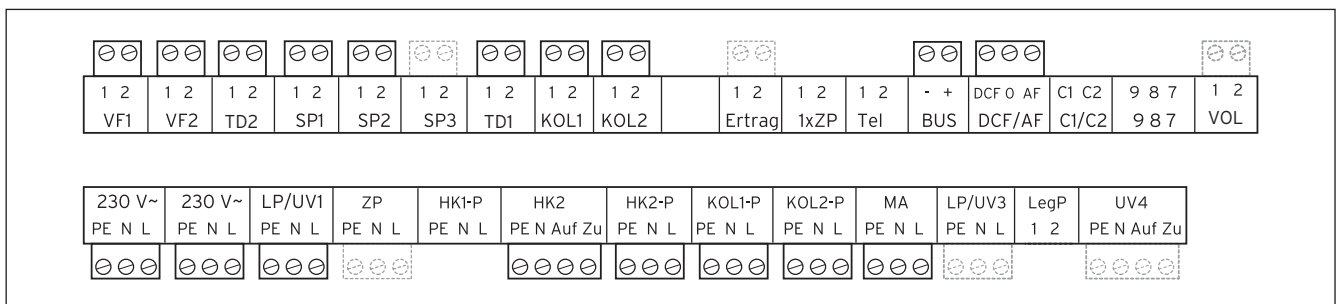 1 2 1 2 1 2 1 2 1 2 1 2 1 2 1 2 1 2 1 2 1 2 1 2 - + DCF O AF C1 C2 9 8 7 1 2
VF1 VF2 TD2 SP1 SP2 SP3 TD1 KOL1 KOL2 Ertrag 1xZP Tel BUS DCF/AF C1/C2 9 8 7 VOL
230 V~ 230 V~ LP/UV1 ZP HK1-P HK2 HK2-P KOL1-P KOL2-P MA LP/UV3 LegP UV4
PE N L PE N L PE N L PE N L PE N L PE N Auf Zu PE N L PE N L PE N L PE N L PE N L 1 2 PE N Auf Zu